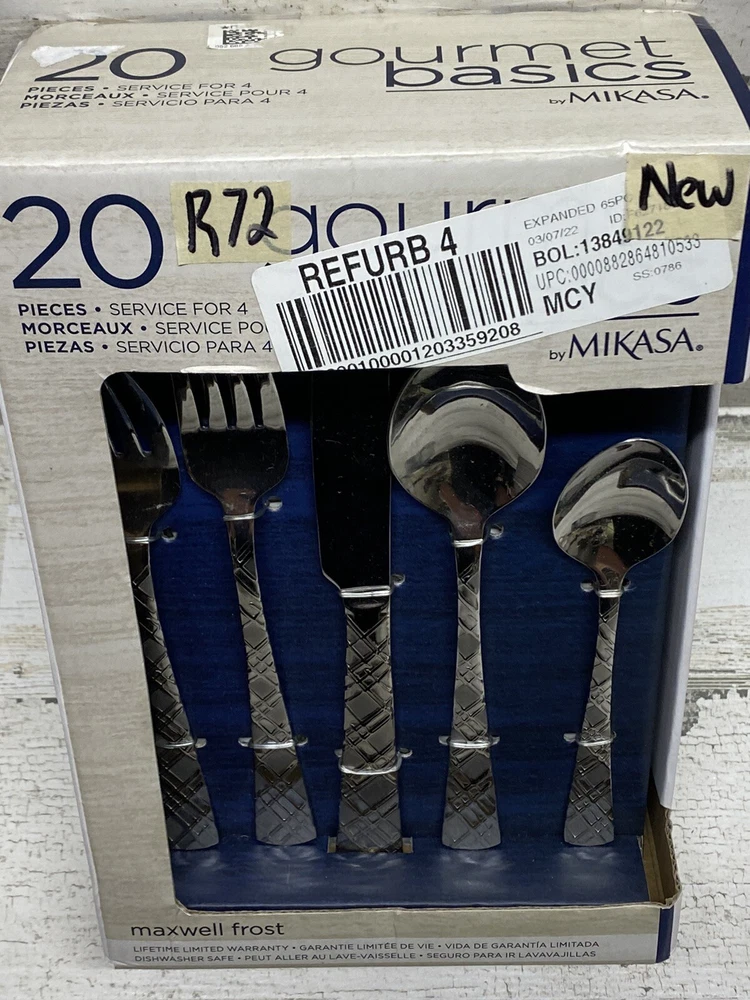 20
gourmet
basics
by MIKASA®
PIECES • SERVICE FOR 4
MORCEAUX • SERVICE POUR 4
PIEZAS • SERVICIO PARA 4
20
R72
New
PIECES • SERVICE FOR 4
MORCEAUX • SERVICE PO
PIEZAS • SERVICIO PARA 4
REFURB 4
EXPANDED 65P
03/07/22
BOL:13849122
UPC:0000882864810533
MCY
SS:0786
0100001203359208
by MIKASA®
maxwell frost
LIFETIME LIMITED WARRANTY • GARANTIE LIMITÉE DE VIE • VIDA DE GARANTÍA LIMITADA
DISHWASHER SAFE • PEUT ALLER AU LAVE-VAISSELLE • SEGURO PARA IR LAVAVAJILLAS